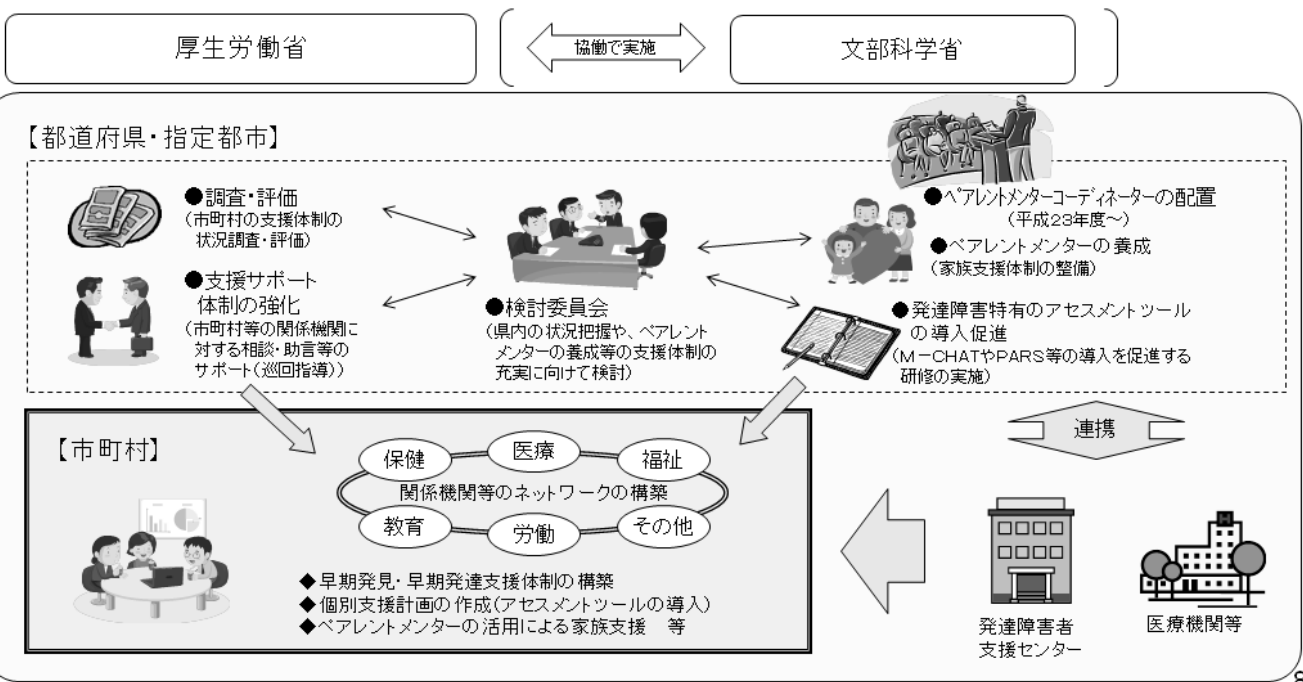 厚生労働省
協働で実施
文部科学省
【都道府県・指定都市】
●調査・評価
(市町村の支援体制の
状況調査・評価)
●支援サポート
体制の強化
(市町村等の関係機関に
対する相談・助言等の
サポート(巡回指導))
●検討委員会
(県内の状況把握や、ペアレント
メンターの養成等の支援体制の
充実に向けて検討)
●ペアレントメンターコーディネーターの配置
(平成23年度~)
●ペアレントメンターの養成
(家族支援体制の整備)
●発達障害特有のアセスメントツール
の導入促進
(M-CHATやPARS等の導入を促進する
研修の実施)
【市町村】
保健
医療
福祉
関係機関等のネットワークの構築
教育
労働
その他
◆早期発見・早期発達支援体制の構築
◆個別支援計画の作成(アセスメントツールの導入)
◆ペアレントメンターの活用による家族支援 等
連携
発達障害者
支援センター
H
医療機関等